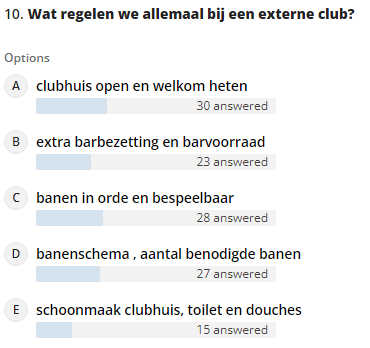 10. Wat regelen we allemaal bij een externe club?
Options
A clubhuis open en welkom heten
30 answered
B extra barbezetting en barvoorraad
23 answered
C banen in orde en bespeelbaar
28 answered
D banenschema , aantal benodigde banen
27 answered
E schoonmaak clubhuis, toilet en douches
15 answered